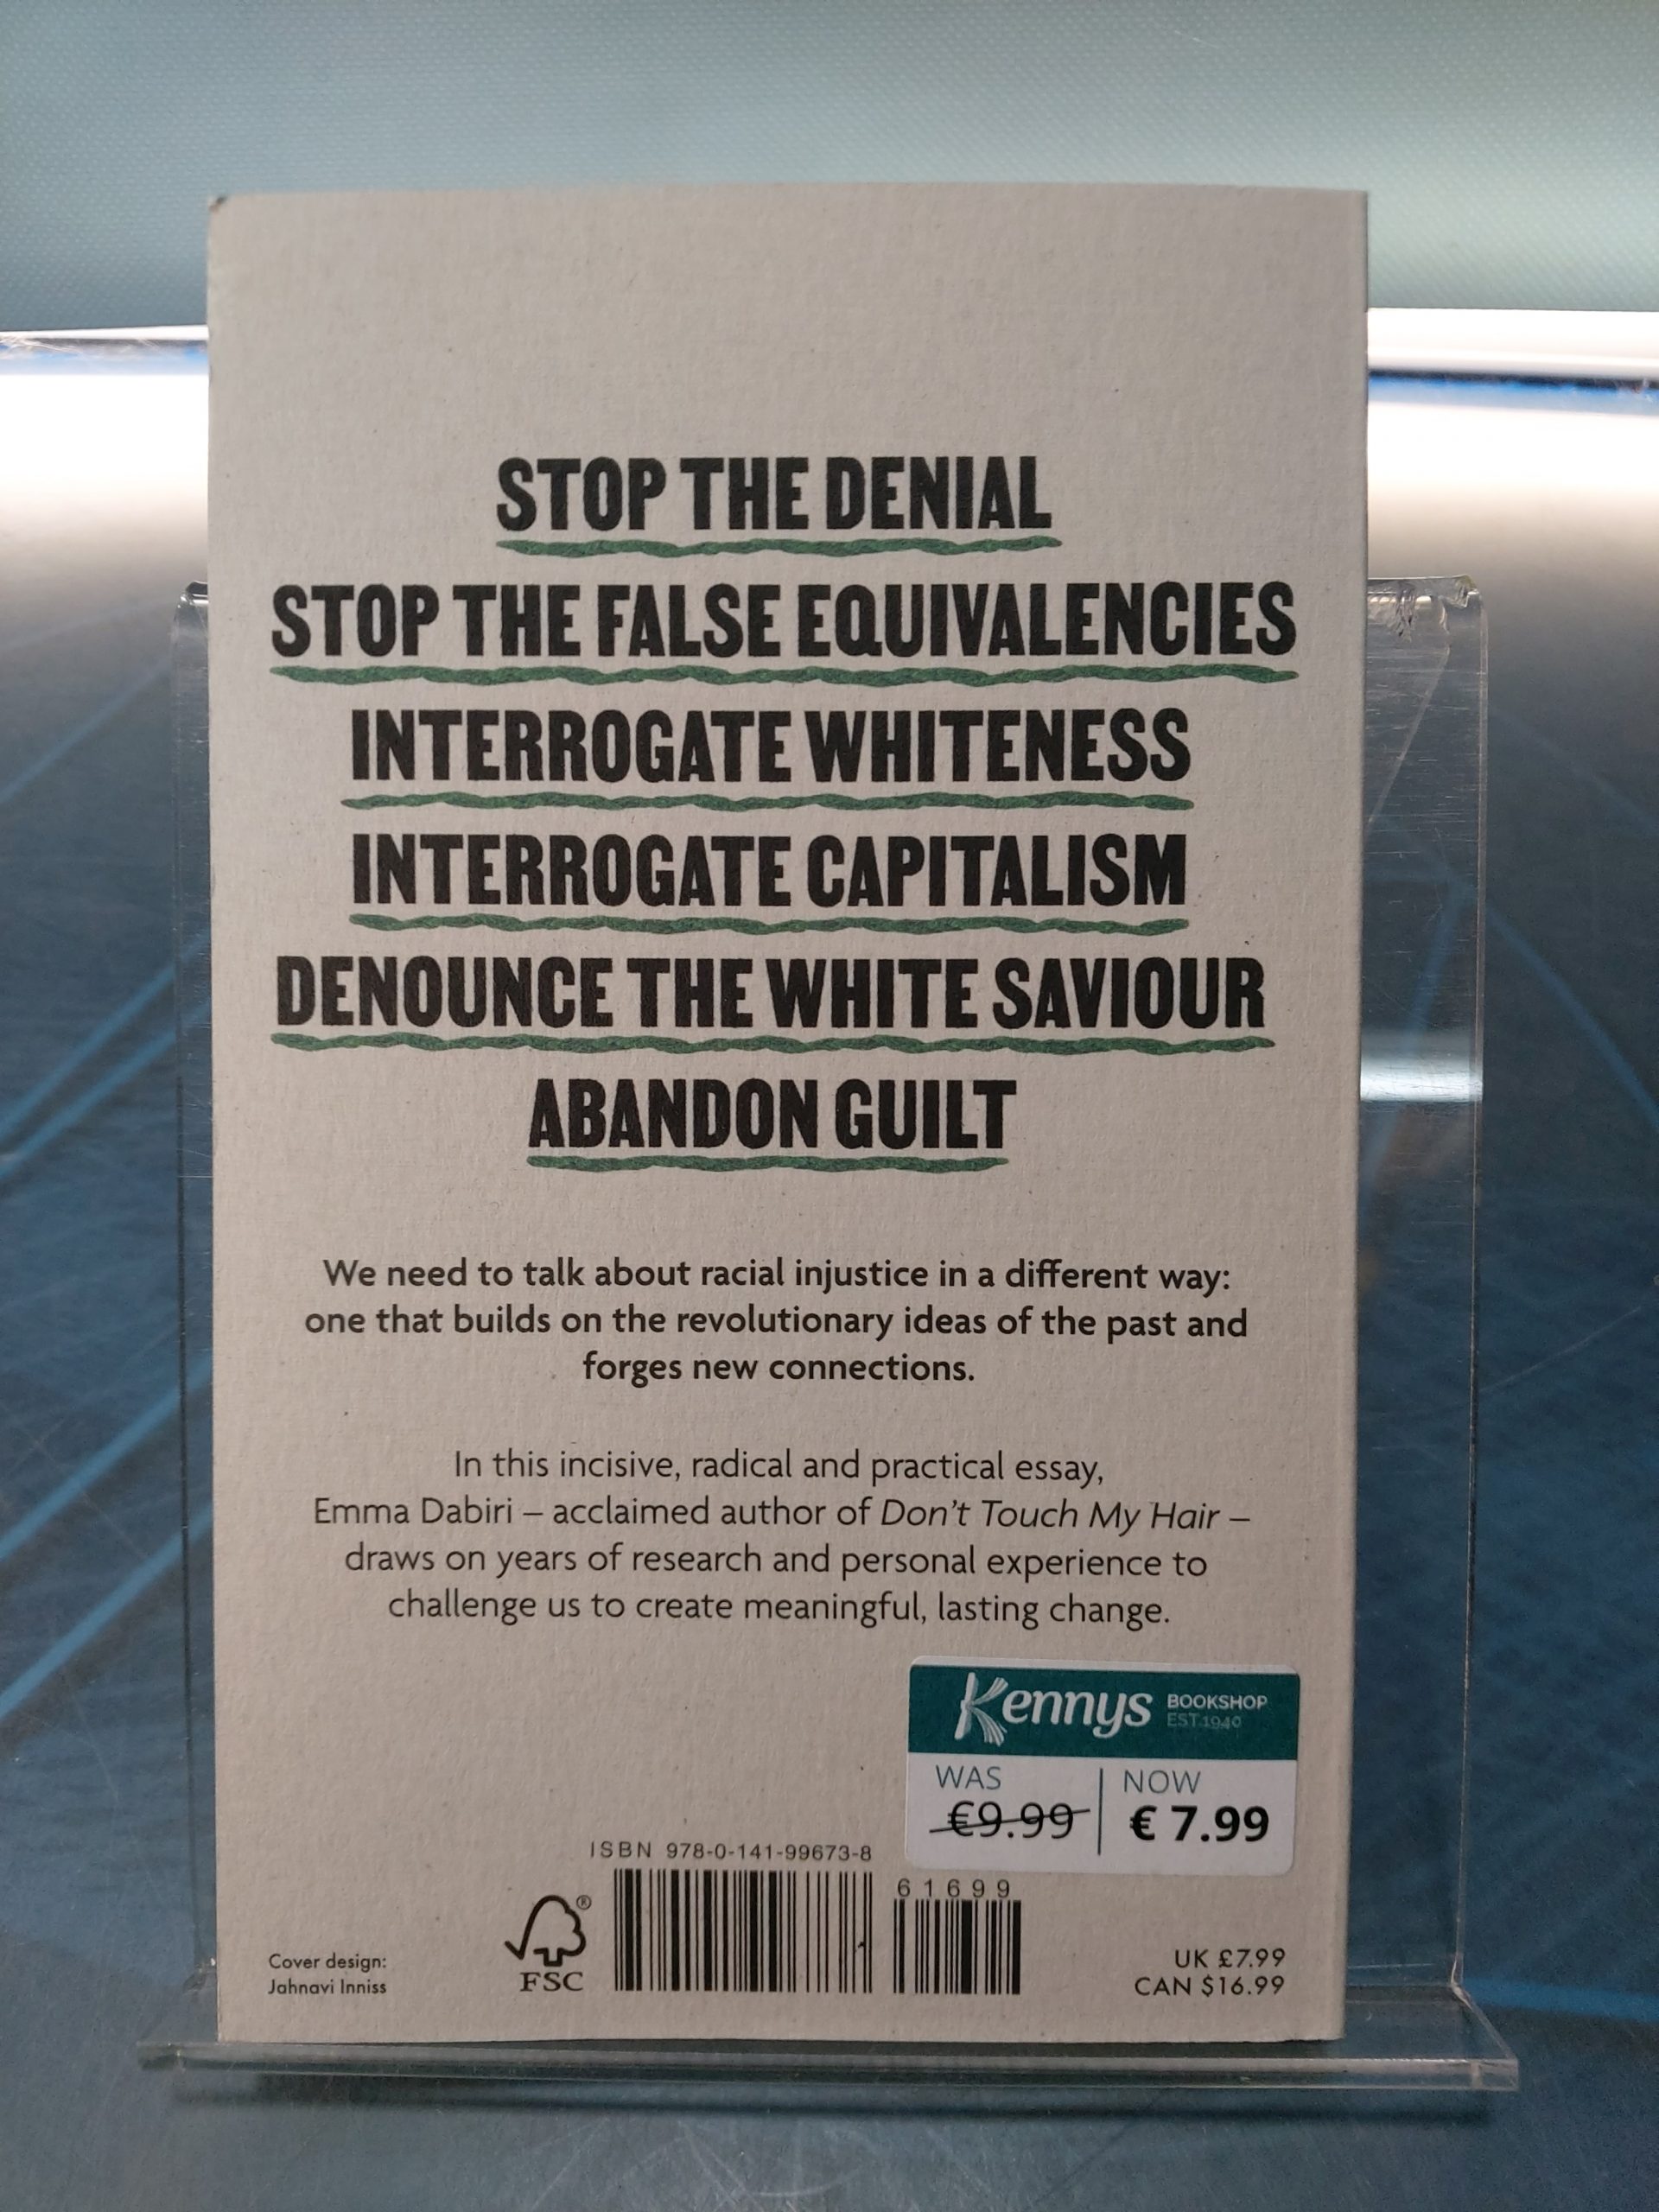 STOP THE DENIAL
STOP THE FALSE EQUIVALENCIES
INTERROGATE WHITENESS
INTERROGATE CAPITALISM
DENOUNCE THE WHITE SAVIOUR
ABANDON GUILT
We need to talk about racial injustice in a different way:
one that builds on the revolutionary ideas of the past and
forges new connections.
In this incisive, radical and practical essay,
Emma Dabiri – acclaimed author of Don't Touch My Hair –
draws on years of research and personal experience to
challenge us to create meaningful, lasting change.
Kennys BOOKSHOP
EST.1940
WAS NOW
€9.99 € 7.99
ISBN 978-0-141-99673-8
61699
®
FSC
Cover design:
Jahnavi Inniss
UK £7.99
CAN $16.99